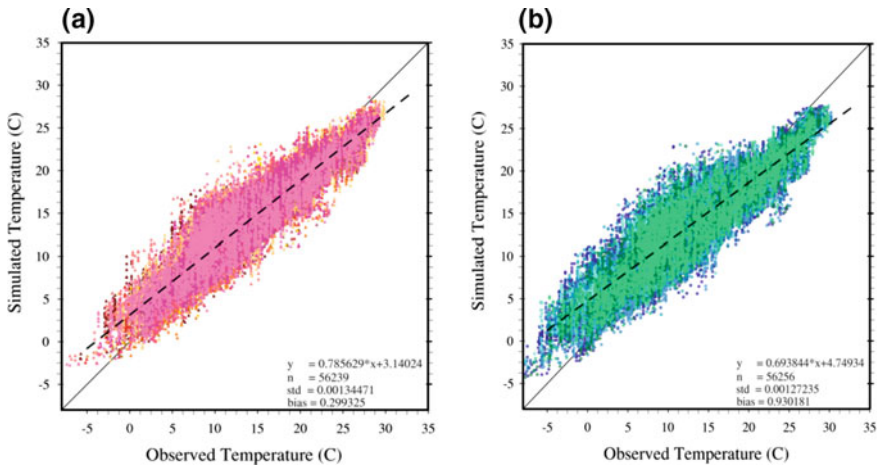 (a)
35
30
25
20
15
10
5
0
-5
Simulated Temperature (C)
y = 0.785629*x+3.14024
n = 56239
std = 0.00134471
bias = 0.299325
-5 0 5 10 15 20 25 30 35
Observed Temperature (C)
(b)
35
30
25
20
15
10
5
0
-5
Simulated Temperature (C)
y = 0.693844*x+4.74934
n = 56256
std = 0.00127235
bias = 0.930181
-5 0 5 10 15 20 25 30 35
Observed Temperature (C)